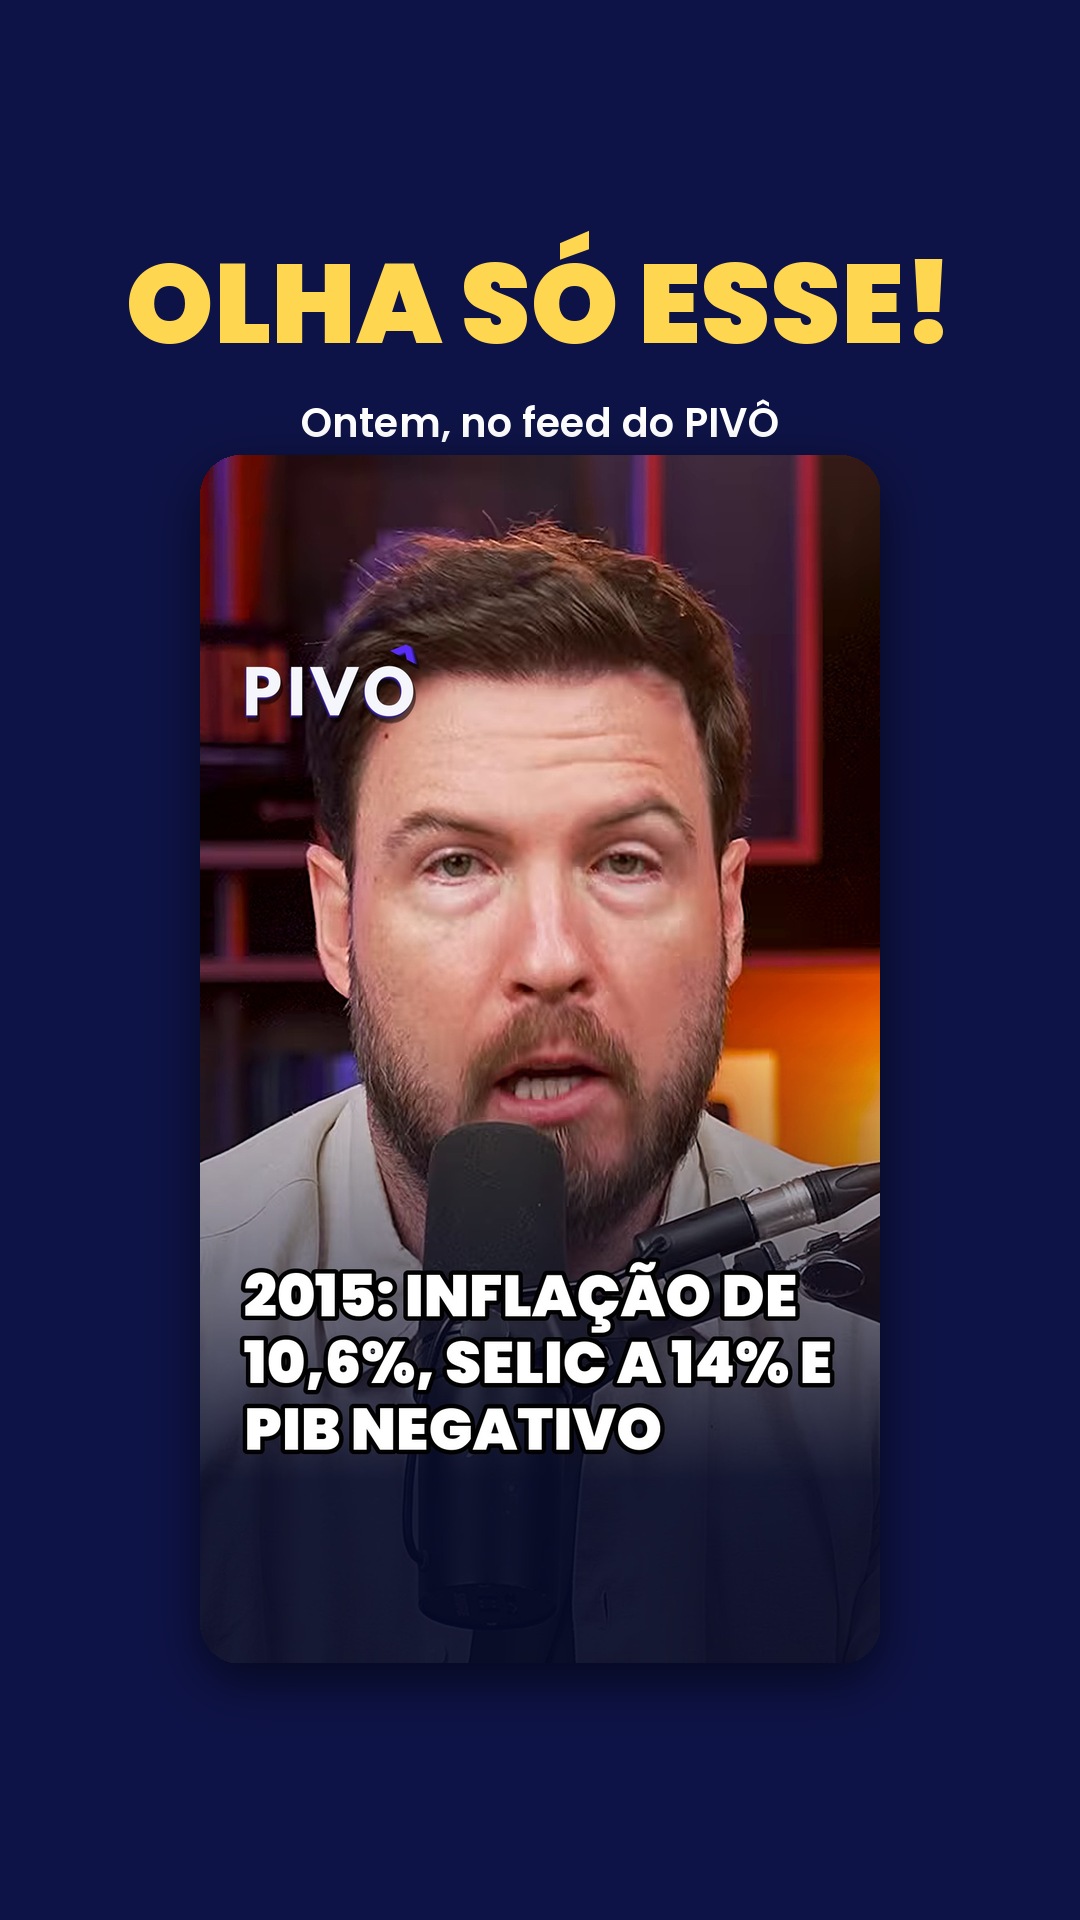 OLHA SÓ ESSE!
Ontem, no feed do PIVÔ
PIVÔ
2015: INFLAÇÃO DE
10,6%, SELIC A 14% E
PIB NEGATIVO